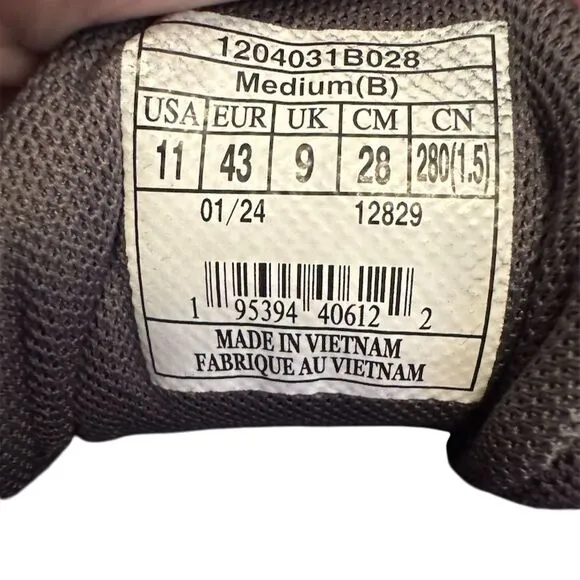 1204031B028
Medium(B)
USA EUR UK CM CN
11 43 9 28 280(1.5)
01/24 12829
1 95394 40612 2
MADE IN VIETNAM
FABRIQUE AU VIETNAM